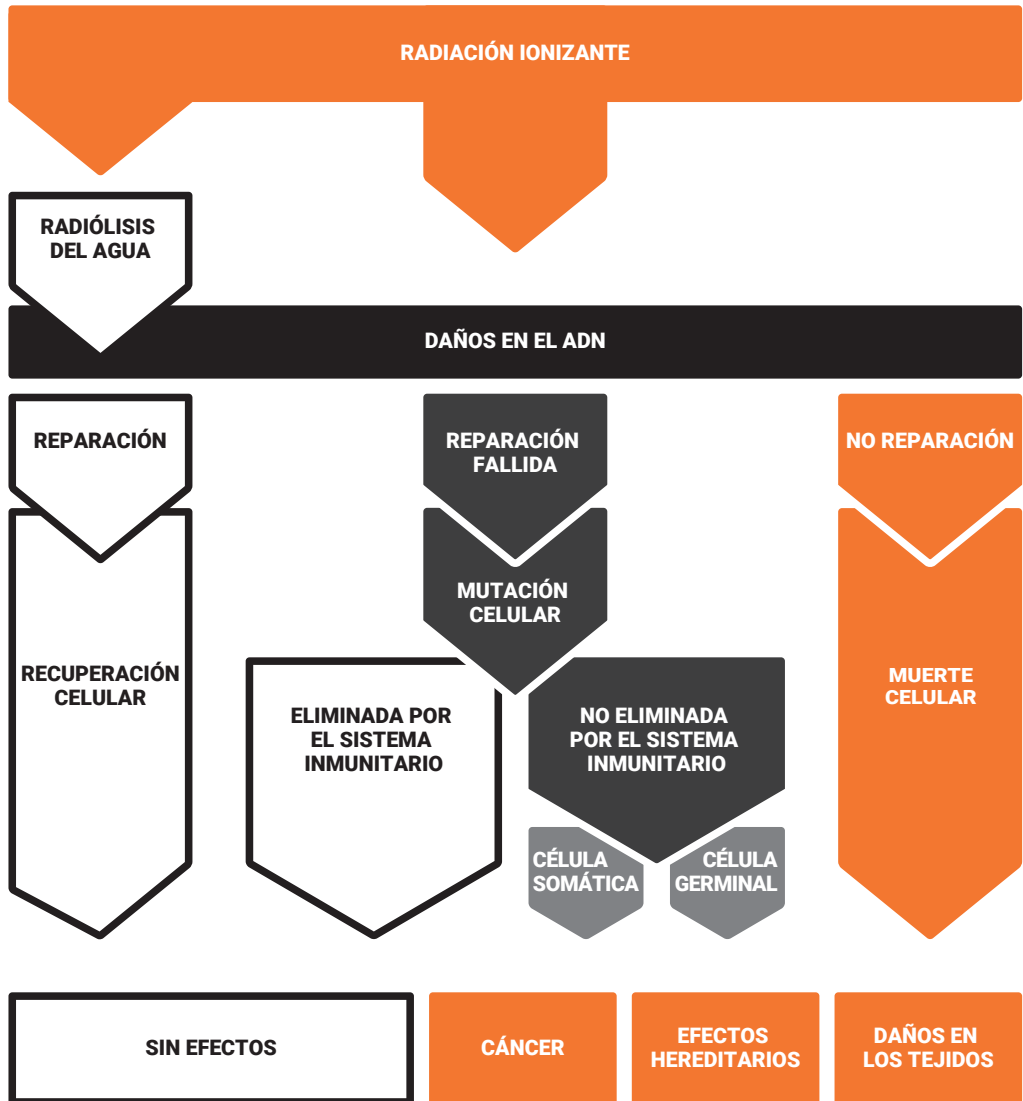 RADIACIÓN IONIZANTE
RADIÓLISIS
DEL AGUA
DAÑOS EN EL ADN
REPARACIÓN
REPARACIÓN
FALLIDA
NO REPARACIÓN
MUTACIÓN
CELULAR
RECUPERACIÓN
CELULAR
ELIMINADA POR
EL SISTEMA
INMUNITARIO
NO ELIMINADA
POR EL SISTEMA
INMUNITARIO
MUERTE
CELULAR
CÉLULA
SOMÁTICA
CÉLULA
GERMINAL
SIN EFECTOS
CÁNCER
EFECTOS
HEREDITARIOS
DAÑOS EN
LOS TEJIDOS